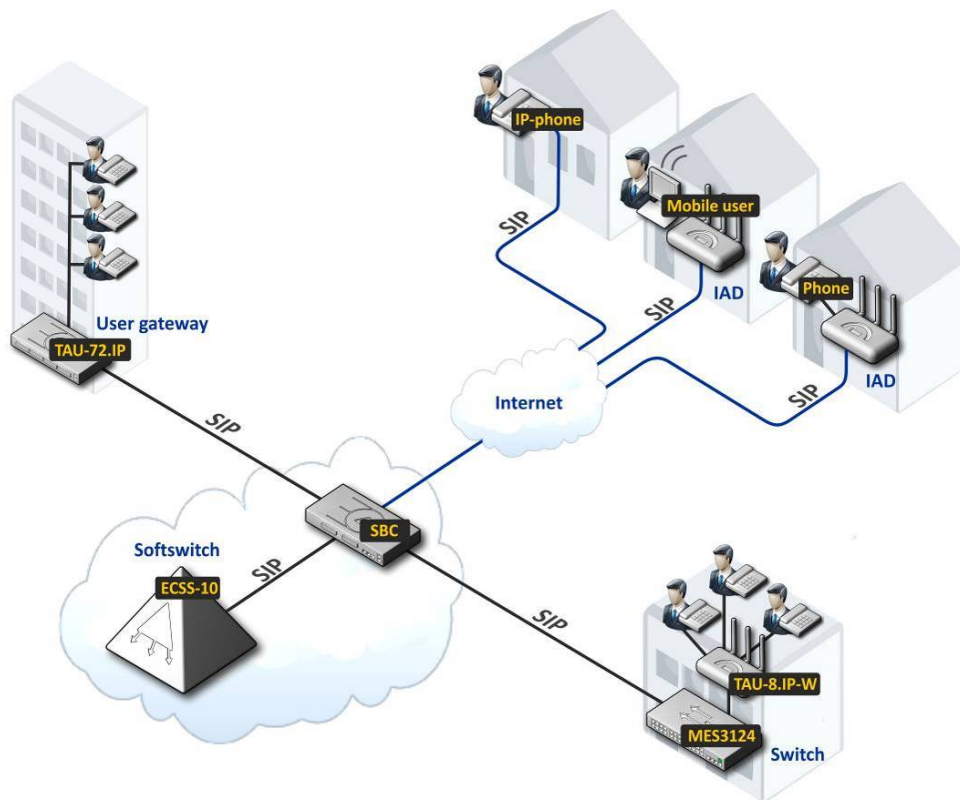 IP-phone
Mobile user
SIP
IAD
Phone
SIP
User gateway
TAU-72.IP
IAD
SIP
Internet
SIP
SBC
Softswitch
ECSS-10
SIP
SIP
TAU-8.IP-W
MES3124
Switch